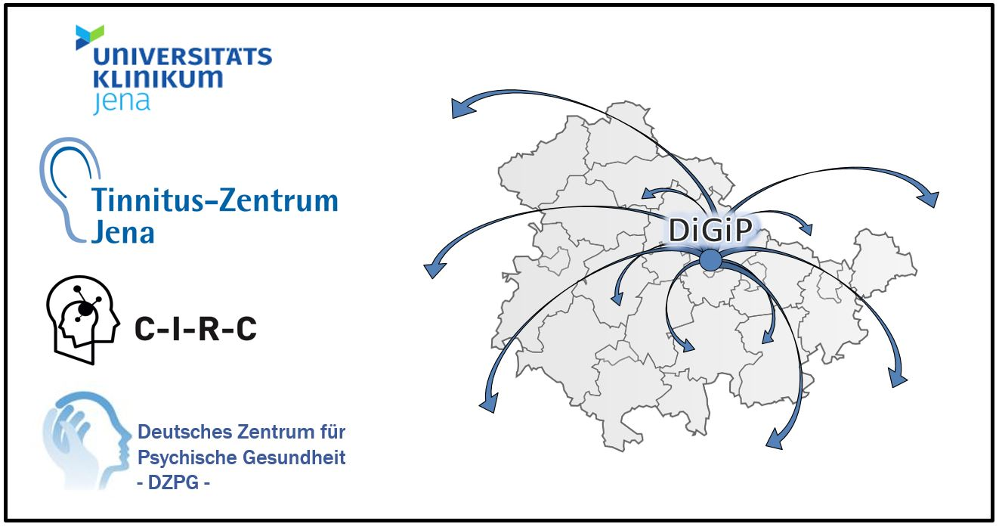 UNIVERSITÄTS
KLINIKUM
jena
Tinnitus-Zentrum
Jena
C-I-R-C
Deutsches Zentrum für
Psychische Gesundheit
- DZPG -
DiGiP